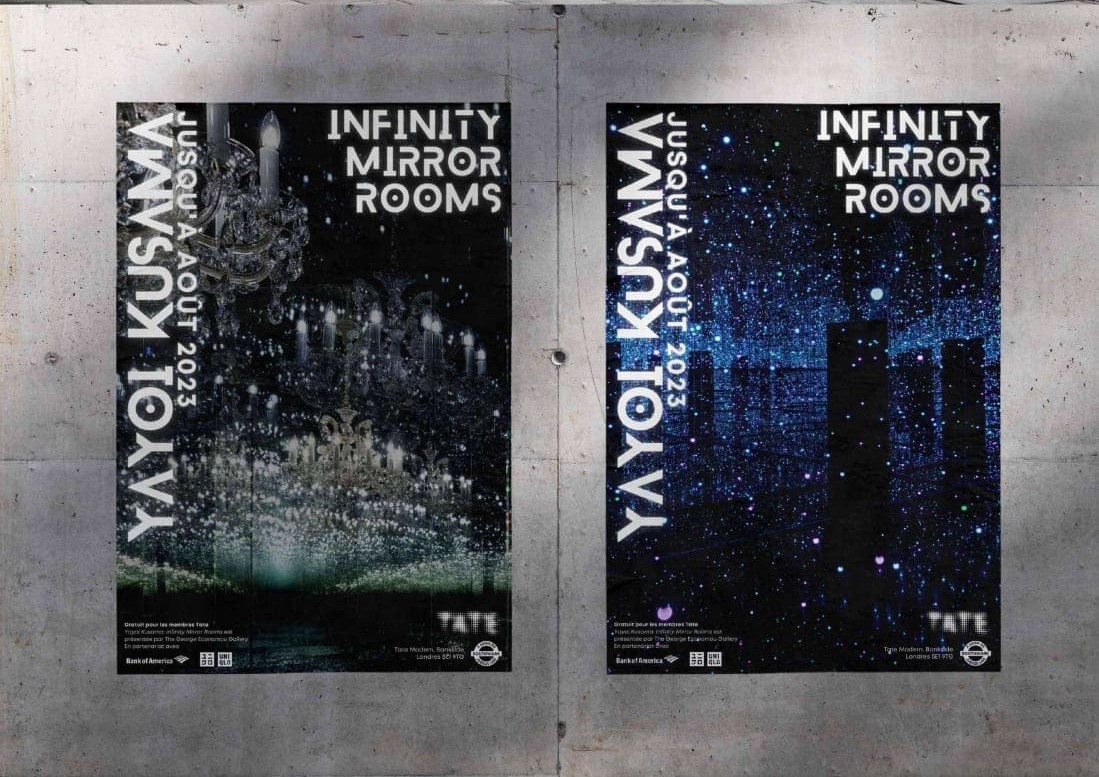 YAYOI KUSAMA
JUSQU'À AOÛT 2023
INFINITY
MIRROR
ROOMS
TATE
Gratuit pour les membres Tate
Yayoi Kusama: Infinity Mirror Rooms est
présentée par The George Economou Gallery
En partenariat avec
Bank of America
UNI
QLO
Tate Modern, Bankside
Londres SE1 9TG
YAYOI KUSAMA
JUSQU'À AOÛT 2023
INFINITY
MIRROR
ROOMS
TATE
Gratuit pour les membres Tate
Yayoi Kusama: Infinity Mirror Rooms est
présentée par The George Economou Gallery
En partenariat avec
Bank of America
UNI
QLO
Tate Modern, Bankside
Londres SE1 9TG